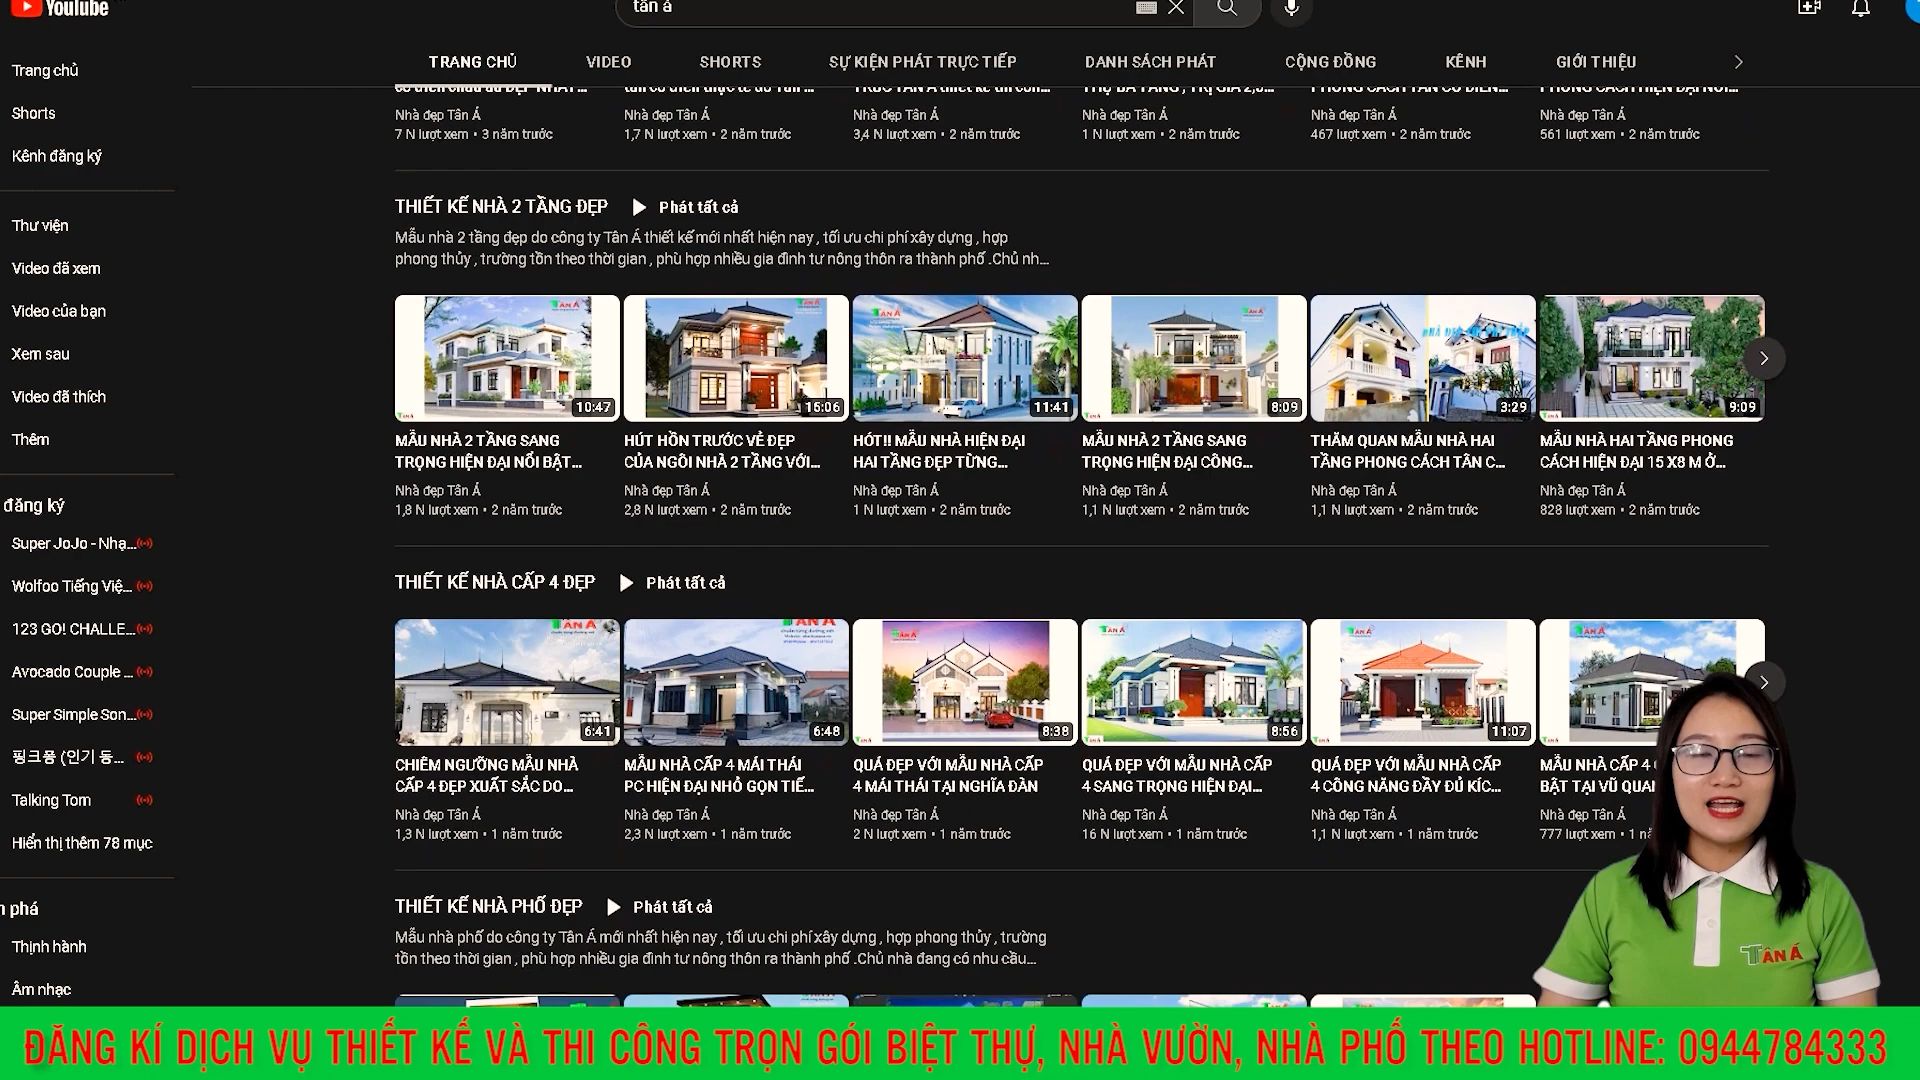 YouTube
tân á
TRANG CHỦ
VIDEO
SHORTS
SỰ KIỆN PHÁT TRỰC TIẾP
DANH SÁCH PHÁT
CỘNG ĐỒNG
KÊNH
GIỚI THIỆU
Trang chủ
Shorts
Kênh đăng ký
Thư viện
Video đã xem
Video của bạn
Xem sau
Video đã thích
Thêm
đăng ký
Super JoJo - Nhạ...
Wolfoo Tiếng Việ...
123 GO! CHALLE...
Avocado Couple ...
Super Simple Son...
핑크퐁 (인기 동...
Talking Tom
Hiển thị thêm 78 mục
phá
Thịnh hành
Âm nhạc
Nhà đẹp Tân Á
7 N lượt xem • 3 năm trước
Nhà đẹp Tân Á
1,7 N lượt xem • 2 năm trước
Nhà đẹp Tân Á
3,4 N lượt xem • 2 năm trước
Nhà đẹp Tân Á
1 N lượt xem • 2 năm trước
Nhà đẹp Tân Á
467 lượt xem • 2 năm trước
Nhà đẹp Tân Á
561 lượt xem • 2 năm trước
THIẾT KẾ NHÀ 2 TẦNG ĐẸP
Phát tất cả
Mẫu nhà 2 tầng đẹp do công ty Tân Á thiết kế mới nhất hiện nay , tối ưu chi phí xây dựng , hợp
phong thủy , trường tồn theo thời gian , phù hợp nhiều gia đình từ nông thôn ra thành phố .Chủ nh...
10:47
MẪU NHÀ 2 TẦNG SANG
TRỌNG HIỆN ĐẠI NỔI BẬT...
Nhà đẹp Tân Á
1,8 N lượt xem • 2 năm trước
15:06
HÚT HỒN TRƯỚC VẺ ĐẸP
CỦA NGÔI NHÀ 2 TẦNG VỚI...
Nhà đẹp Tân Á
2,8 N lượt xem • 2 năm trước
11:41
HÓT!! MẪU NHÀ HIỆN ĐẠI
HAI TẦNG ĐẸP TỪNG...
Nhà đẹp Tân Á
1 N lượt xem • 2 năm trước
8:09
MẪU NHÀ 2 TẦNG SANG
TRỌNG HIỆN ĐẠI CÔNG...
Nhà đẹp Tân Á
1,1 N lượt xem • 2 năm trước
3:29
THĂM QUAN MẪU NHÀ HAI
TẦNG PHONG CÁCH TÂN C...
Nhà đẹp Tân Á
1,1 N lượt xem • 2 năm trước
9:09
MẪU NHÀ HAI TẦNG PHONG
CÁCH HIỆN ĐẠI 15 X8 M Ở...
Nhà đẹp Tân Á
828 lượt xem • 2 năm trước
THIẾT KẾ NHÀ CẤP 4 ĐẸP
Phát tất cả
6:41
CHIÊM NGƯỠNG MẪU NHÀ
CẤP 4 ĐẸP XUẤT SẮC DO...
Nhà đẹp Tân Á
1,3 N lượt xem • 1 năm trước
6:48
MẪU NHÀ CẤP 4 MÁI THÁI
PC HIỆN ĐẠI NHỎ GỌN TIẾ...
Nhà đẹp Tân Á
2,3 N lượt xem • 1 năm trước
8:38
QUÁ ĐẸP VỚI MẪU NHÀ CẤP
4 MÁI THÁI TẠI NGHĨA ĐÀN
Nhà đẹp Tân Á
2 N lượt xem • 1 năm trước
8:56
QUÁ ĐẸP VỚI MẪU NHÀ CẤP
4 SANG TRỌNG HIỆN ĐẠI...
Nhà đẹp Tân Á
16 N lượt xem • 1 năm trước
11:07
QUÁ ĐẸP VỚI MẪU NHÀ CẤP
4 CÔNG NĂNG ĐẦY ĐỦ KÍC...
Nhà đẹp Tân Á
1,1 N lượt xem • 1 năm trước
MẪU NHÀ CẤP 4
BẬT TẠI VŨ QUA
Nhà đẹp Tân Á
777 lượt xem • 1
THIẾT KẾ NHÀ PHỐ ĐẸP
Phát tất cả
Mẫu nhà phố do công ty Tân Á mới nhất hiện nay , tối ưu chi phí xây dựng , hợp phong thủy , trường
tồn theo thời gian , phù hợp nhiều gia đình từ nông thôn ra thành phố .Chủ nhà đang có nhu cầu...
TÂN Á
ĐĂNG KÍ DỊCH VỤ THIẾT KẾ VÀ THI CÔNG TRỌN GÓI BIỆT THỰ, NHÀ VƯỜN, NHÀ PHỐ THEO HOTLINE: 0944784333